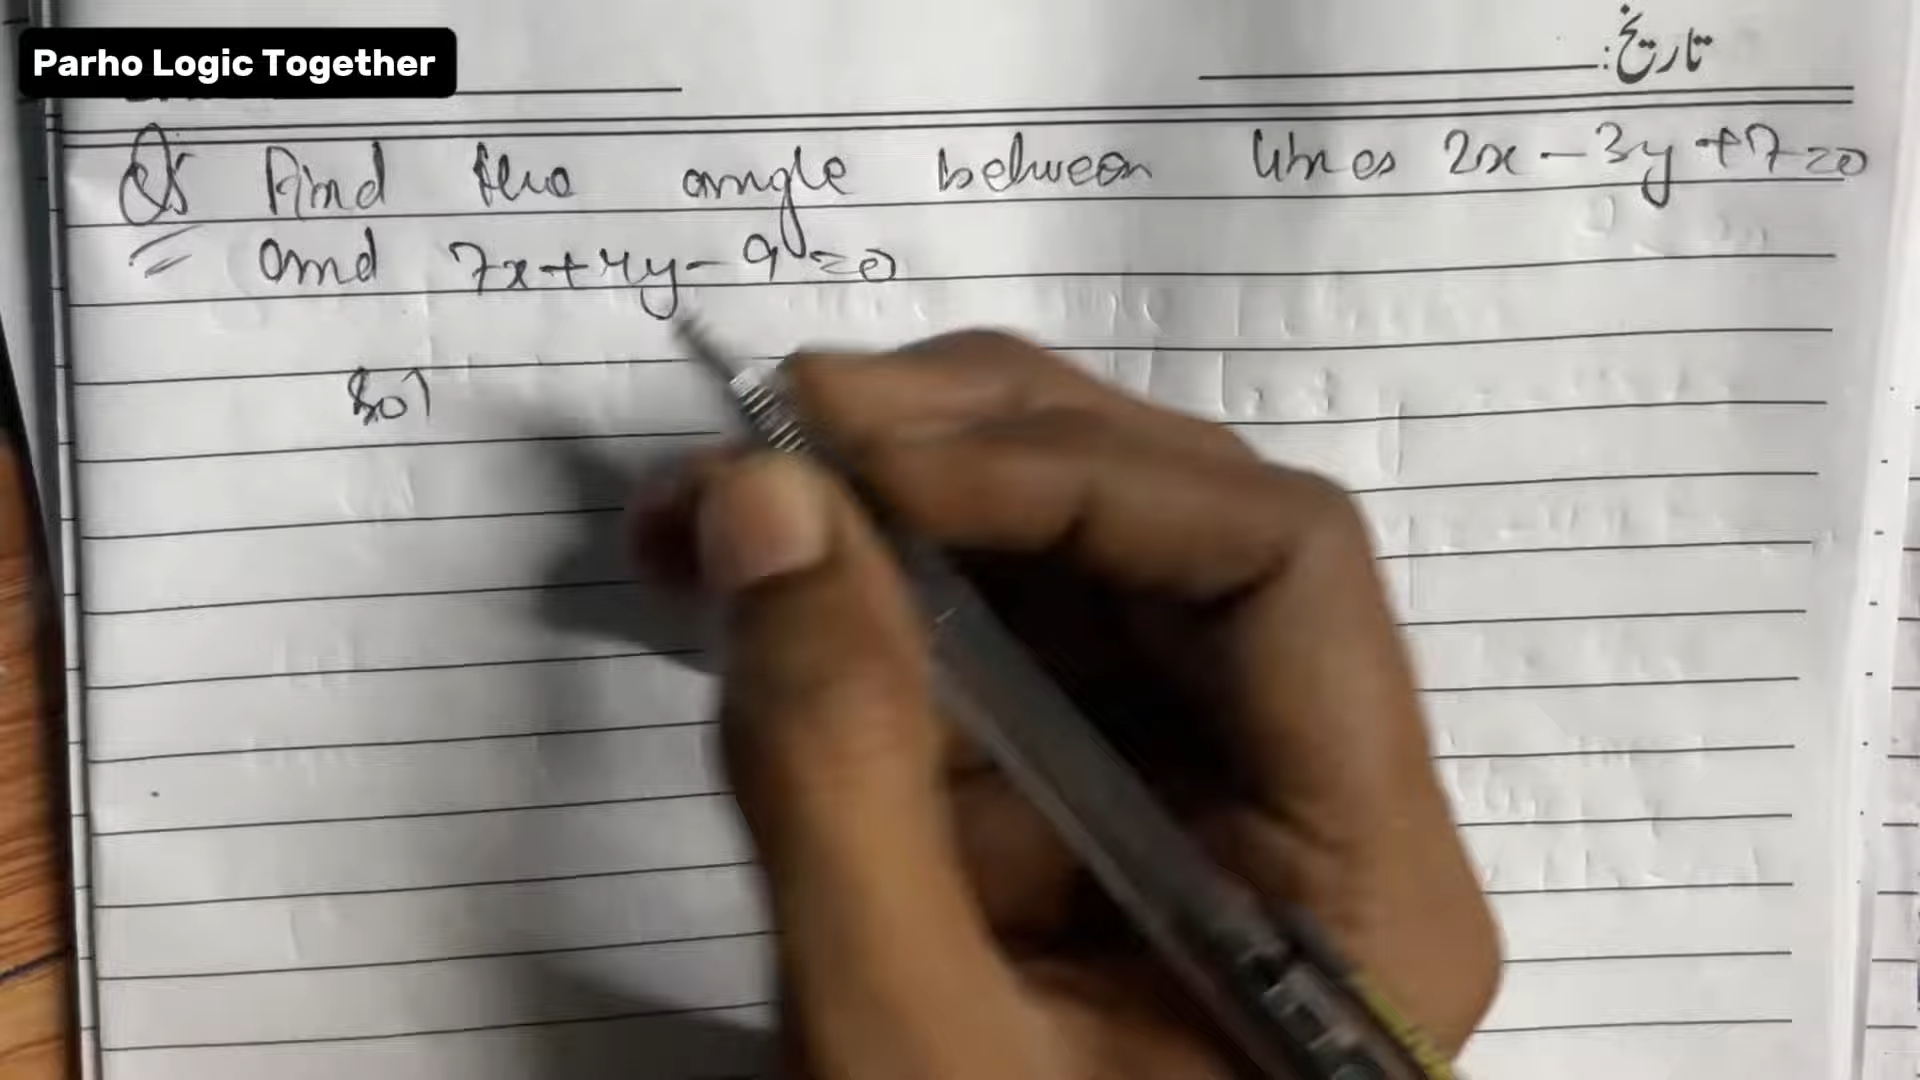 Parho Logic Together
تاریخ:
Q5 Find the angle between lines 2x - 3y + 7 = 0
and 7x + 4y - 9 = 0
Sol